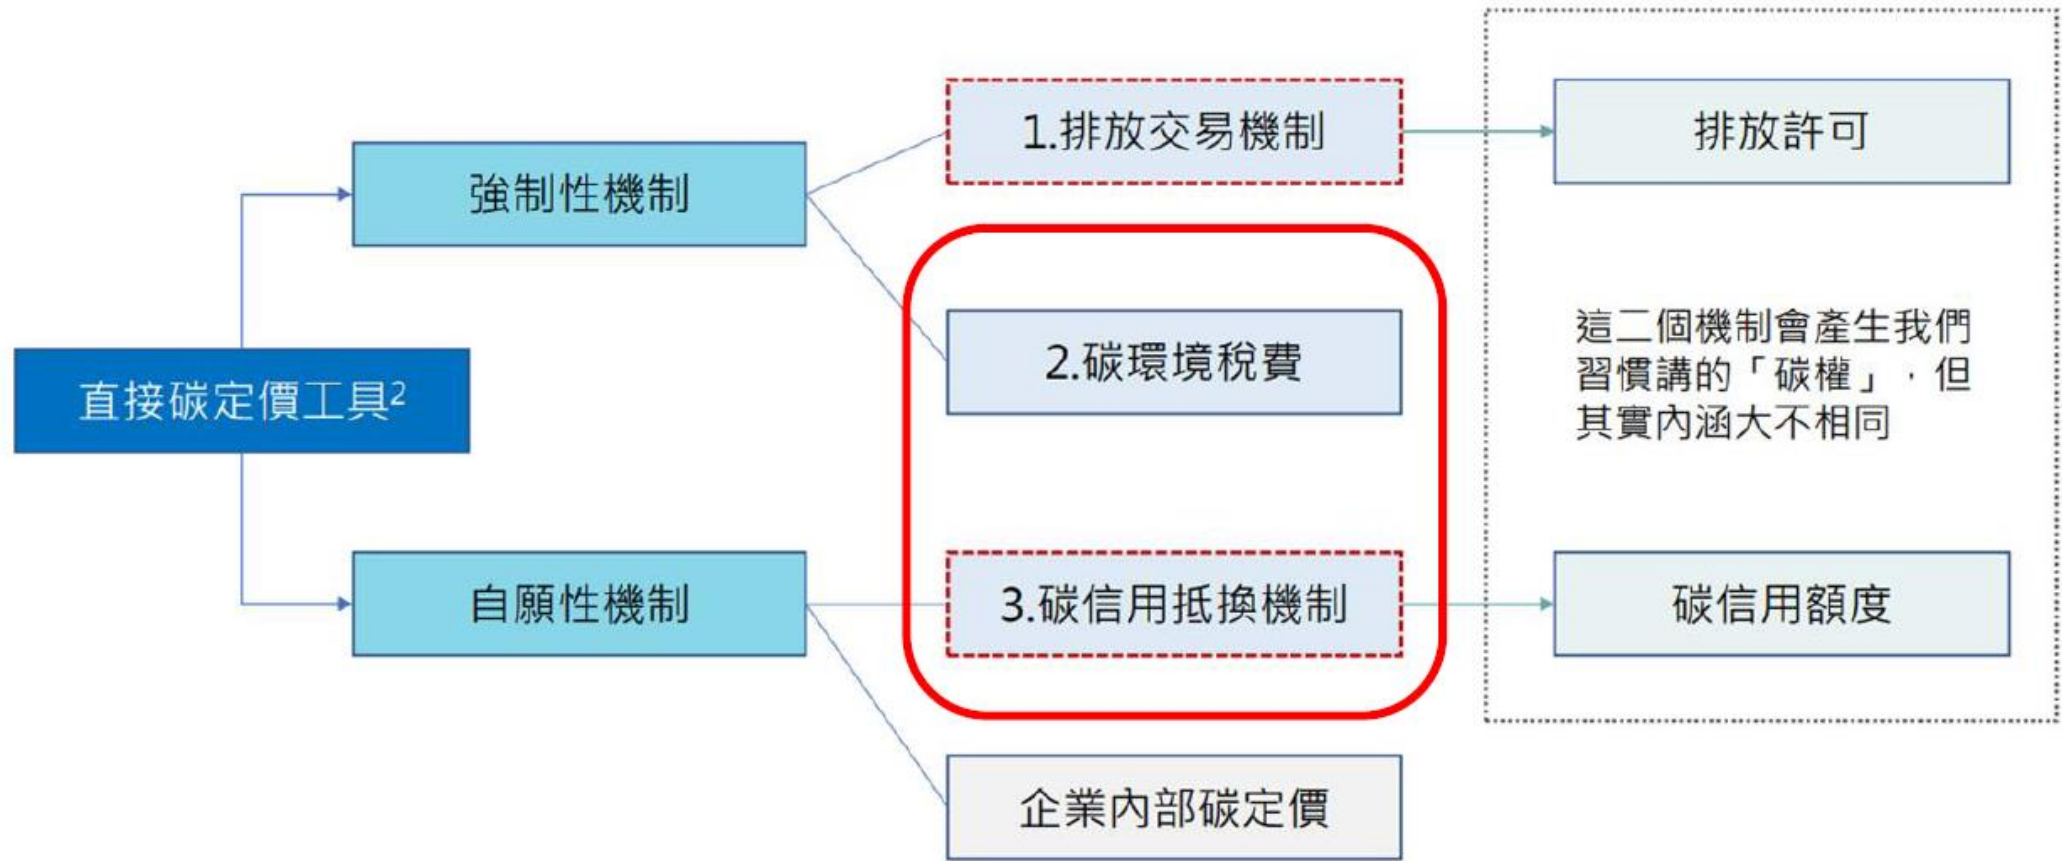 直接碳定價工具2
強制性機制
自願性機制
1.排放交易機制
2.碳環境稅費
3.碳信用抵換機制
企業內部碳定價
排放許可
這二個機制會產生我們
習慣講的「碳權」，但
其實內涵大不相同
碳信用額度